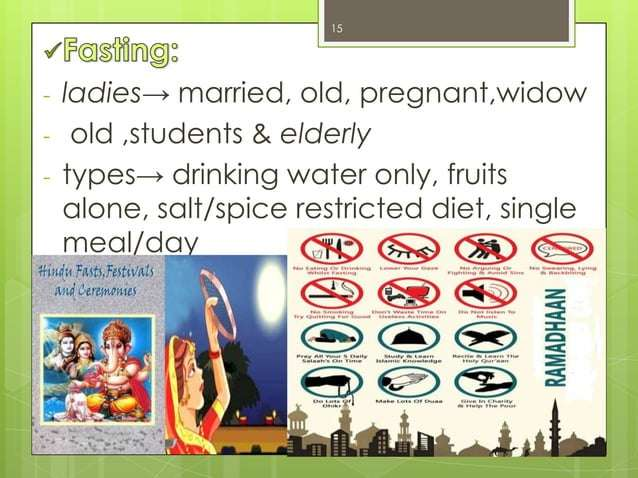 15
✓Fasting:
- ladies→ married, old, pregnant,widow
- old ,students & elderly
- types→ drinking water only, fruits
alone, salt/spice restricted diet, single
meal/day
Hindu Fasts,Festivals
and Ceremonies
No Eating Or Drinking
Whilst Fasting
Lower Your Gaze
No Arguing Or
Fighting & Avoid Sins
CENSORED
No Swearing, Lying
& Backbiting
No Smoking
Try Quitting For Good
Don't Waste Time On
Useless Activities
Do Not Listen To
Music
Pray All Your 5 Daily
Salaah's On Time
Study & Learn
Islamic Knowledge
Recite & Learn The
Holy Qur'aan
Do Lots Of
Dhikr
Make Lots Of Duaa
Give In Charity
& Help The Poor
RAMADHAAN